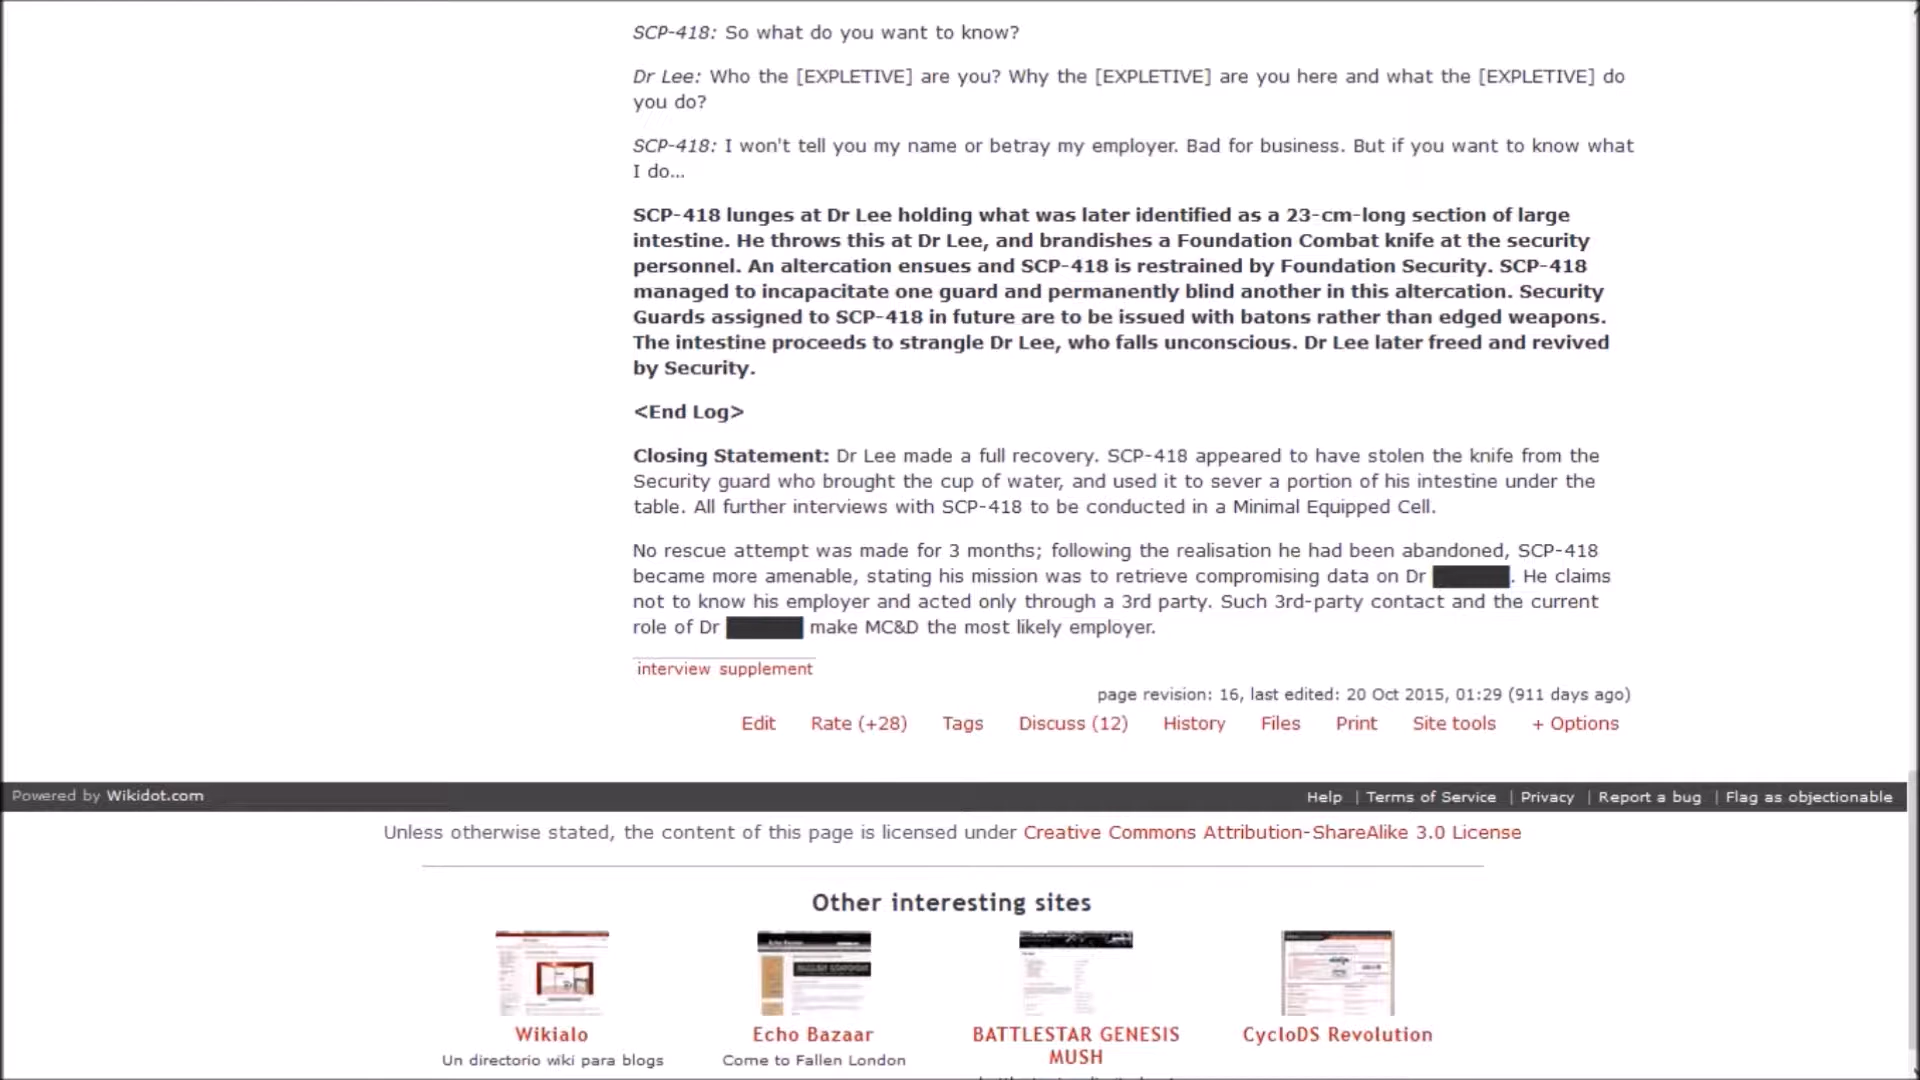 SCP-418: So what do you want to know?
Dr Lee: Who the [EXPLETIVE] are you? Why the [EXPLETIVE] are you here and what the [EXPLETIVE] do
you do?
SCP-418: I won't tell you my name or betray my employer. Bad for business. But if you want to know what
I do...
SCP-418 lunges at Dr Lee holding what was later identified as a 23-cm-long section of large
intestine. He throws this at Dr Lee, and brandishes a Foundation Combat knife at the security
personnel. An altercation ensues and SCP-418 is restrained by Foundation Security. SCP-418
managed to incapacitate one guard and permanently blind another in this altercation. Security
Guards assigned to SCP-418 in future are to be issued with batons rather than edged weapons.
The intestine proceeds to strangle Dr Lee, who falls unconscious. Dr Lee later freed and revived
by Security.
<End Log>
Closing Statement: Dr Lee made a full recovery. SCP-418 appeared to have stolen the knife from the
Security guard who brought the cup of water, and used it to sever a portion of his intestine under the
table. All further interviews with SCP-418 to be conducted in a Minimal Equipped Cell.
No rescue attempt was made for 3 months; following the realisation he had been abandoned, SCP-418
became more amenable, stating his mission was to retrieve compromising data on Dr ██████. He claims
not to know his employer and acted only through a 3rd party. Such 3rd-party contact and the current
role of Dr ██████ make MC&D the most likely employer.
interview supplement
page revision: 16, last edited: 20 Oct 2015, 01:29 (911 days ago)
Edit Rate (+28) Tags Discuss (12) History Files Print Site tools + Options
Powered by Wikidot.com Help | Terms of Service | Privacy | Report a bug | Flag as objectionable
Unless otherwise stated, the content of this page is licensed under Creative Commons Attribution-ShareAlike 3.0 License
Other interesting sites
Wikialo Echo Bazaar BATTLESTAR GENESIS CycloDS Revolution
MUSH
Un directorio wiki para blogs Come to Fallen London